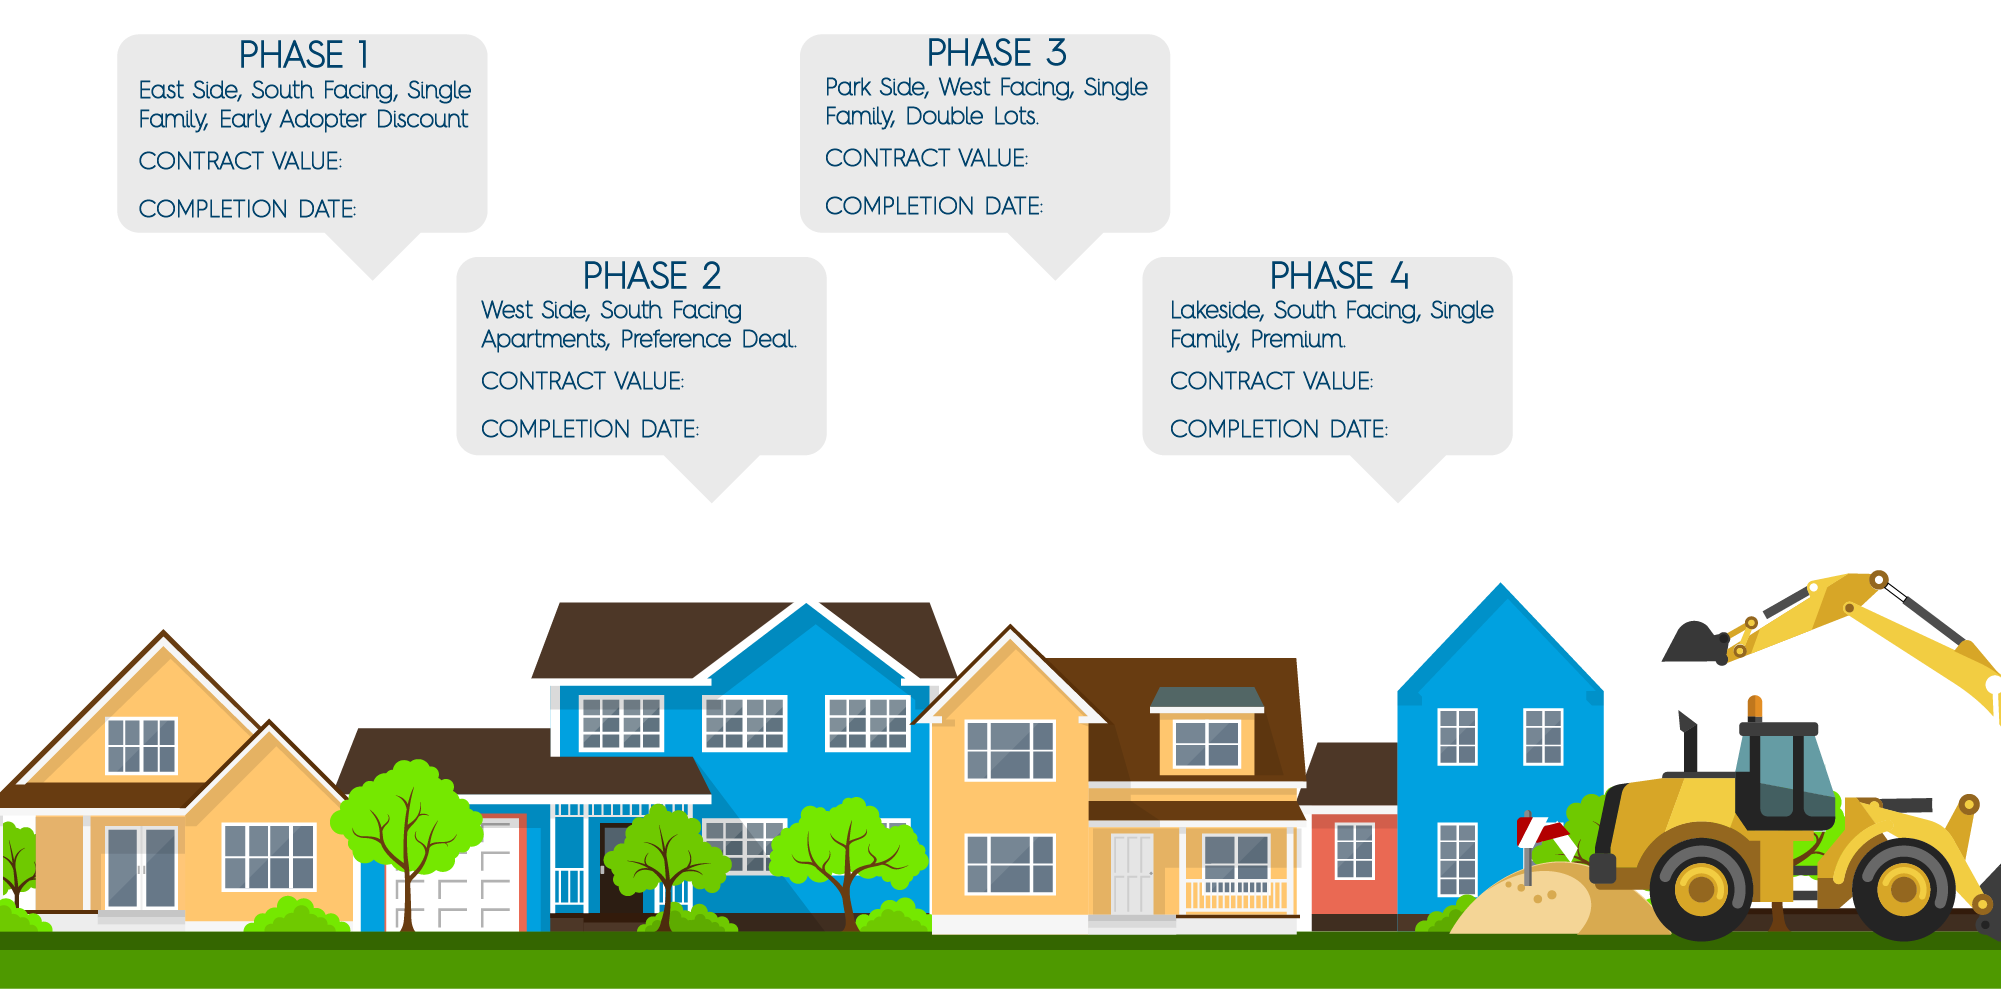 PHASE 1
East Side, South Facing, Single
Family, Early Adopter Discount
CONTRACT VALUE:
COMPLETION DATE:
PHASE 2
West Side, South Facing
Apartments, Preference Deal.
CONTRACT VALUE:
COMPLETION DATE:
PHASE 3
Park Side, West Facing, Single
Family, Double Lots.
CONTRACT VALUE:
COMPLETION DATE:
PHASE 4
Lakeside, South Facing, Single
Family, Premium.
CONTRACT VALUE:
COMPLETION DATE: